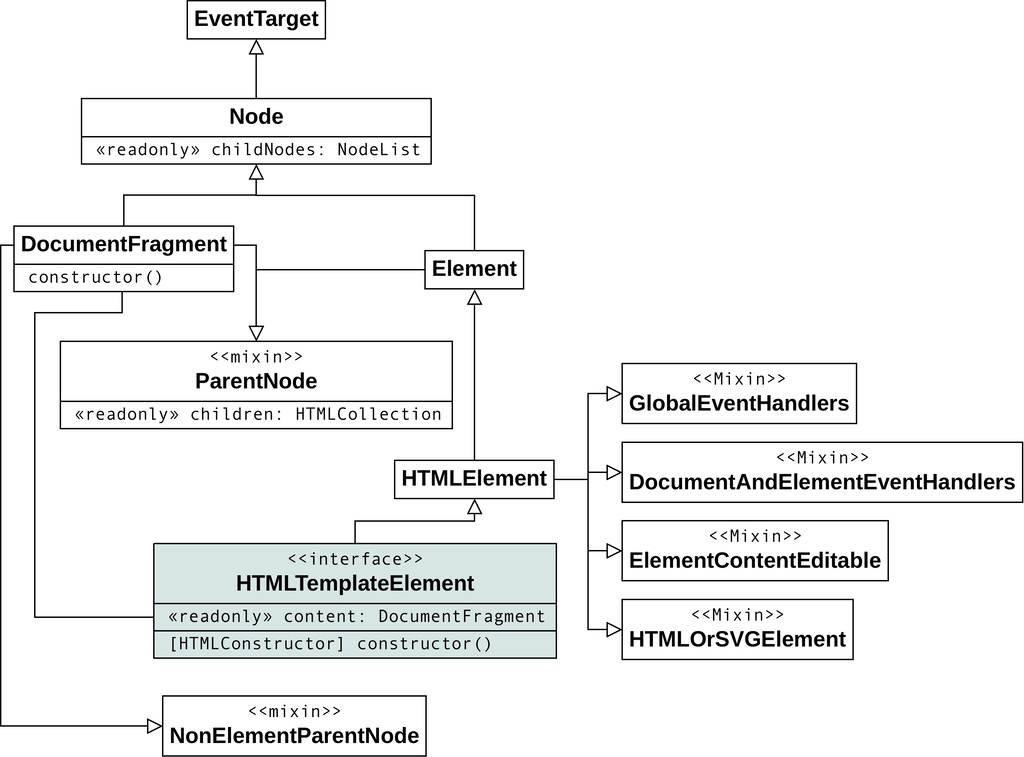 EventTarget
Node
«readonly» childNodes: NodeList
DocumentFragment
constructor()
Element
<<mixin>>
ParentNode
«readonly» children: HTMLCollection
<<Mixin>>
GlobalEventHandlers
<<Mixin>>
DocumentAndElementEventHandlers
HTMLElement
<<Mixin>>
ElementContentEditable
<<interface>>
HTMLTemplateElement
«readonly» content: DocumentFragment
[HTMLConstructor] constructor()
<<Mixin>>
HTMLOrSVGElement
<<mixin>>
NonElementParentNode